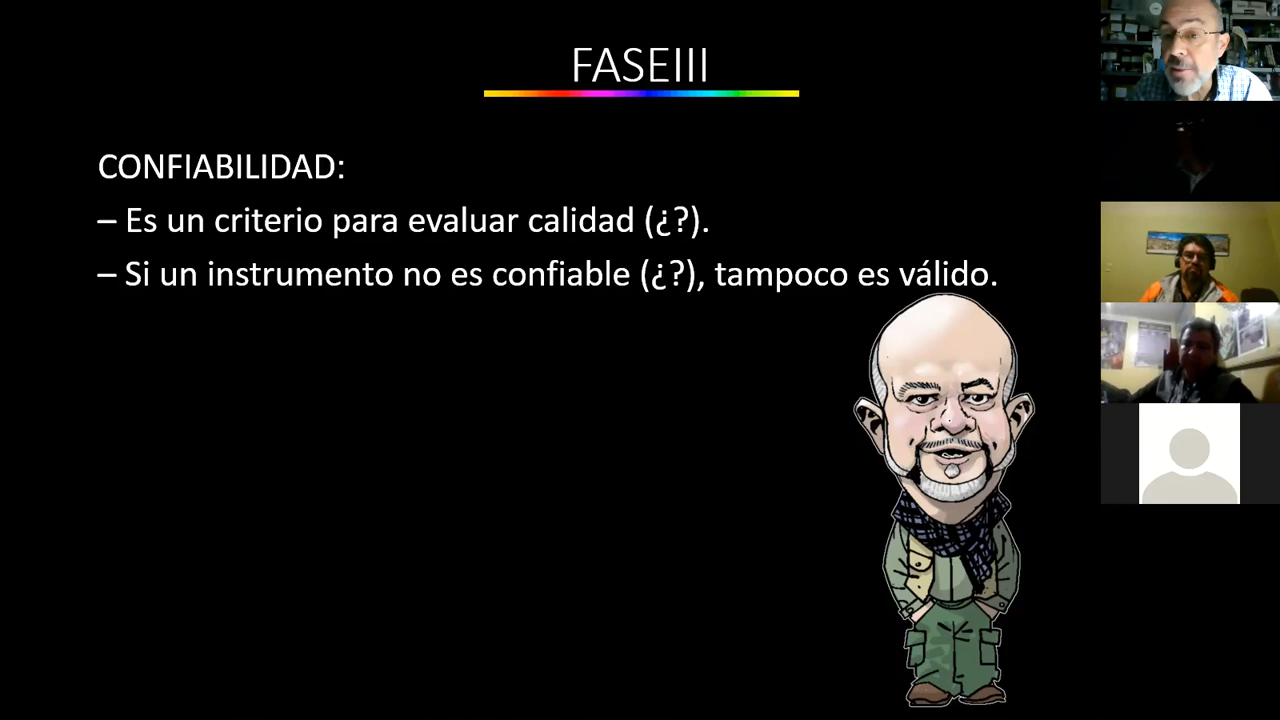 FASEIII
CONFIABILIDAD:
– Es un criterio para evaluar calidad (¿?).
– Si un instrumento no es confiable (¿?), tampoco es válido.